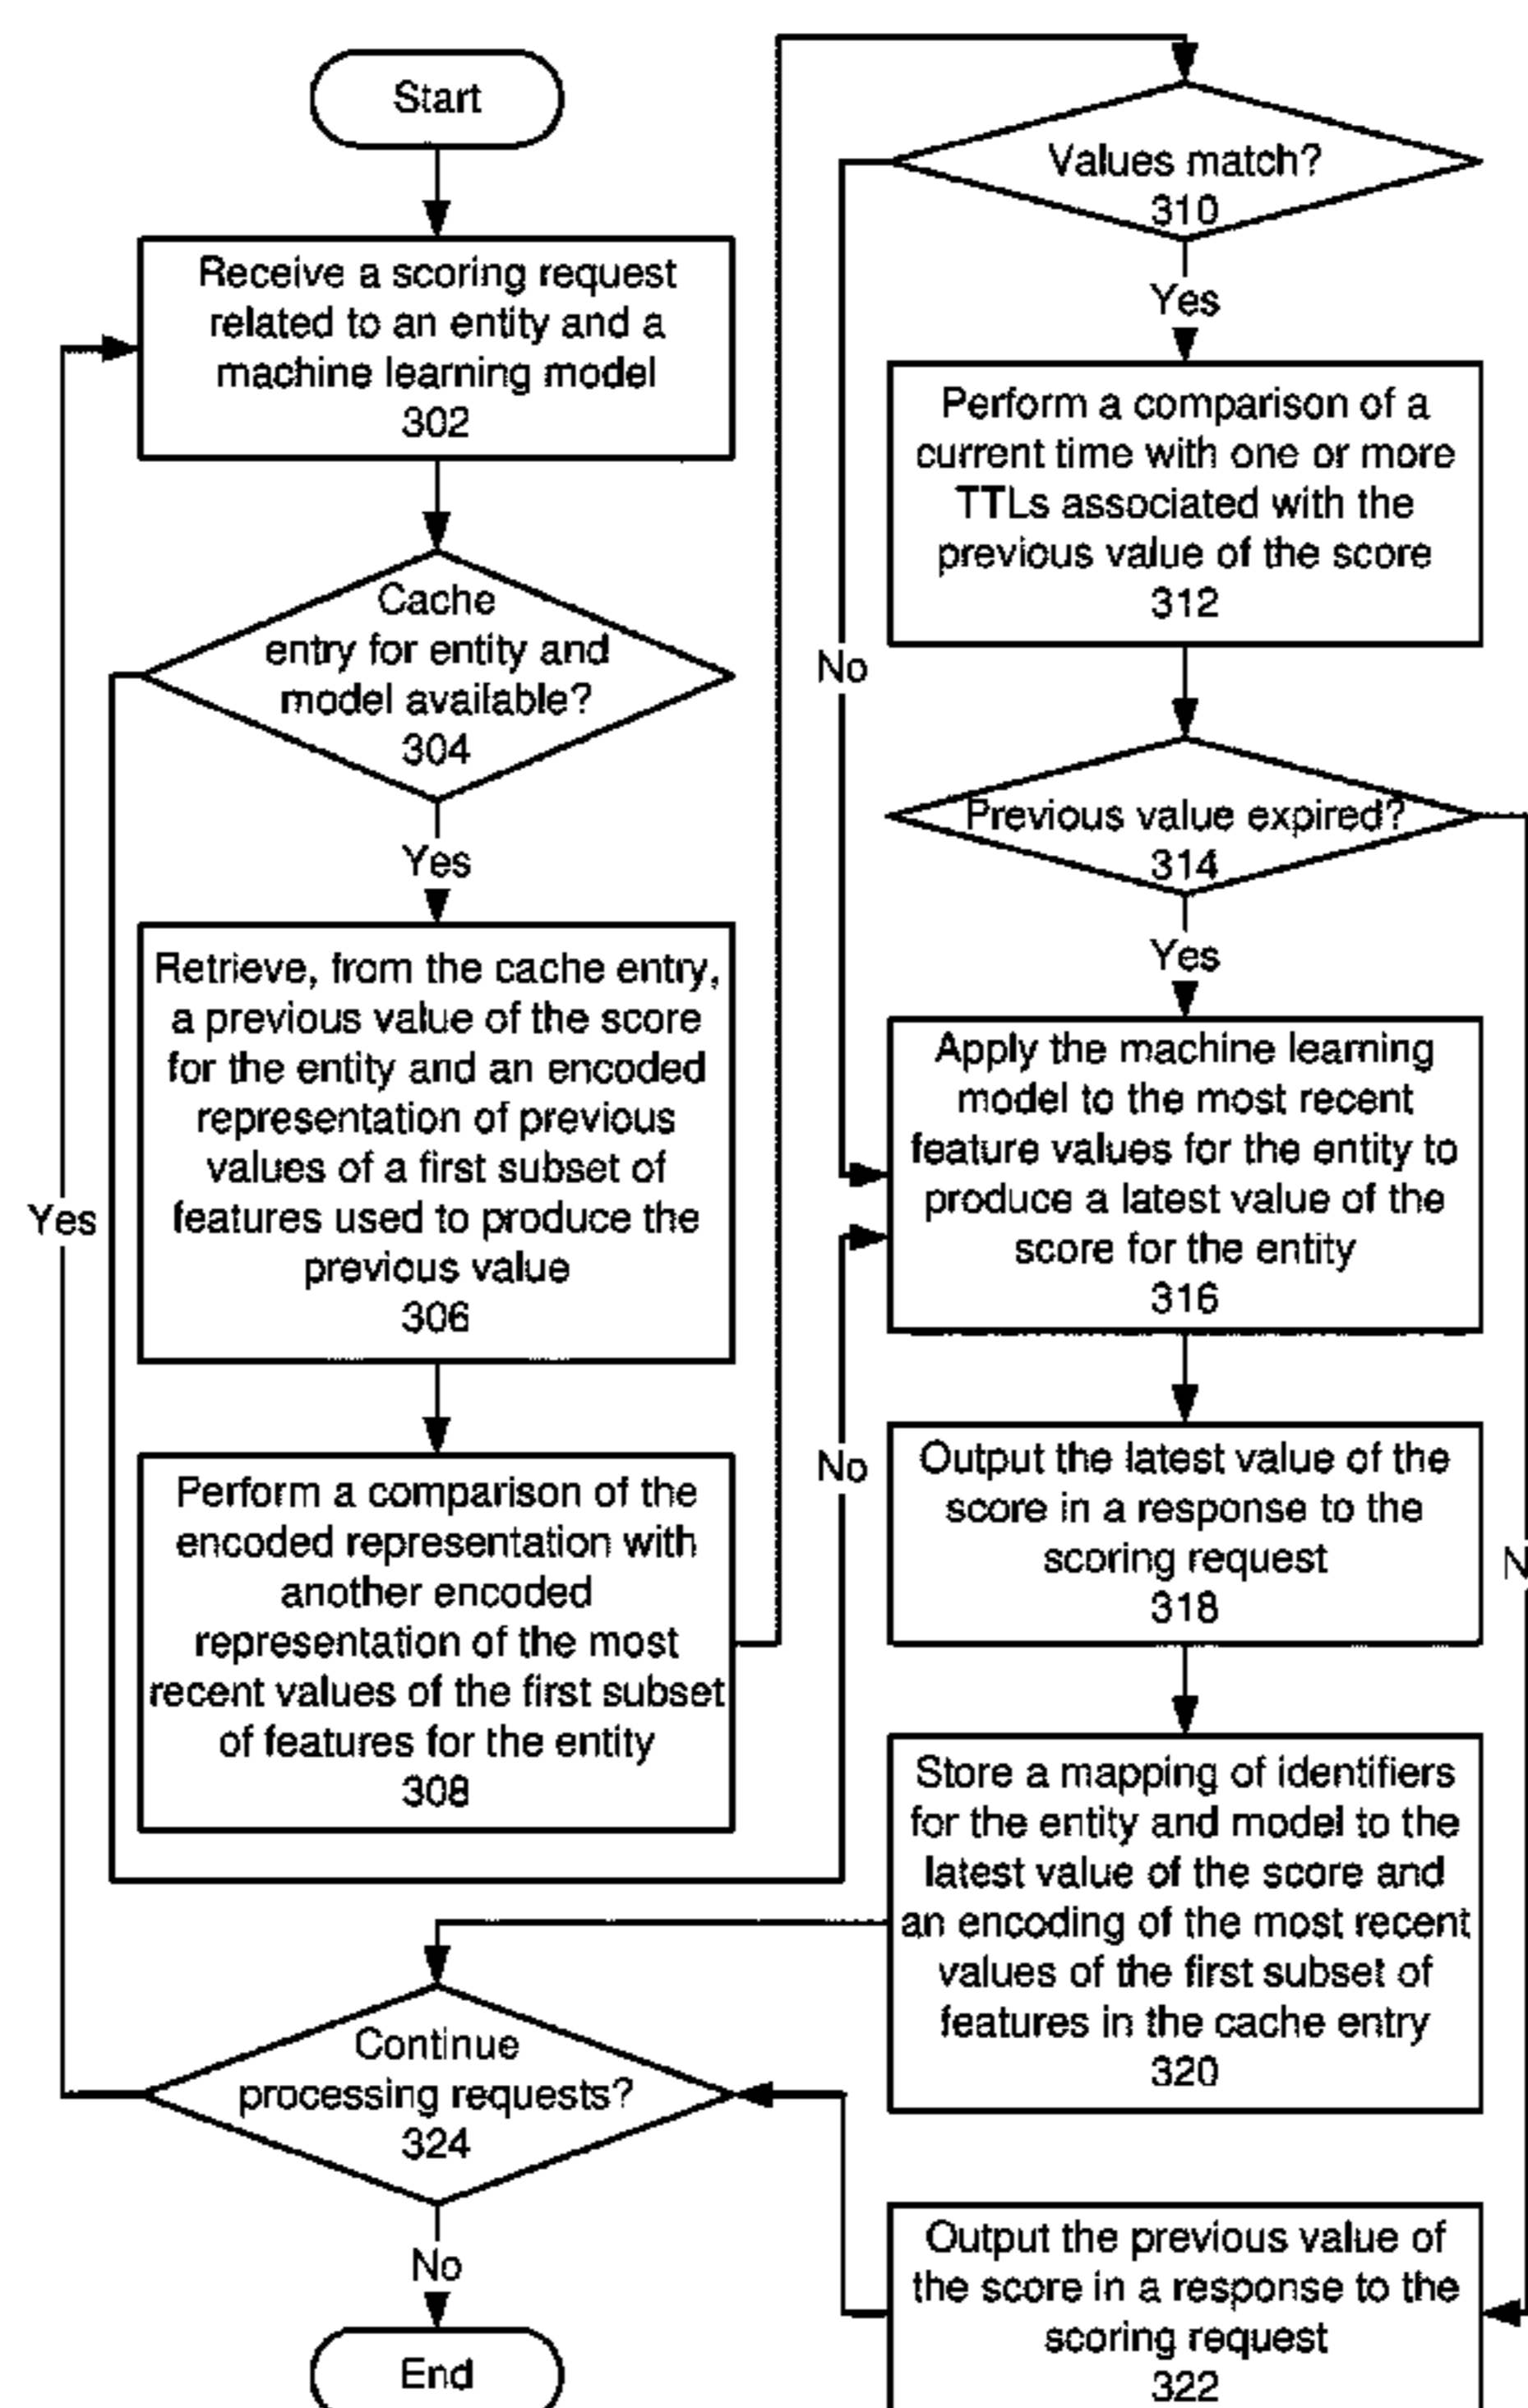 Start
Receive a scoring request
related to an entity and a
machine learning model
302
Cache
entry for entity and
model available?
304
Yes
Retrieve, from the cache entry,
a previous value of the score
for the entity and an encoded
representation of previous
values of a first subset of
features used to produce the
previous value
306
Perform a comparison of the
encoded representation with
another encoded
representation of the most
recent values of the first subset
of features for the entity
308
Yes
Continue
processing requests?
324
No
End
Values match?
310
Yes
No
Perform a comparison of a
current time with one or more
TTLs associated with the
previous value of the score
312
Previous value expired?
314
Yes
Apply the machine learning
model to the most recent
feature values for the entity to
produce a latest value of the
score for the entity
316
No
Output the latest value of the
score in a response to the
scoring request
318
Store a mapping of identifiers
for the entity and model to the
latest value of the score and
an encoding of the most recent
values of the first subset of
features in the cache entry
320
Output the previous value of
the score in a response to the
scoring request
322